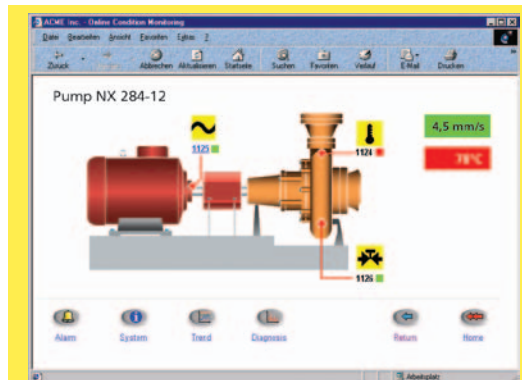 ACME Inc. - Online Condition Monitoring
Datei Bearbeiten Ansicht Favoriten Extras ?
Zurück Abbrechen Aktualisieren Startseite Suchen Favoriten Verlauf E-Mail Drucken
Pump NX 284-12
4,5 mm/s
1125
1124
78°C
1126
Alarm System Trend Diagnosis Return Home
Arbeitsplatz